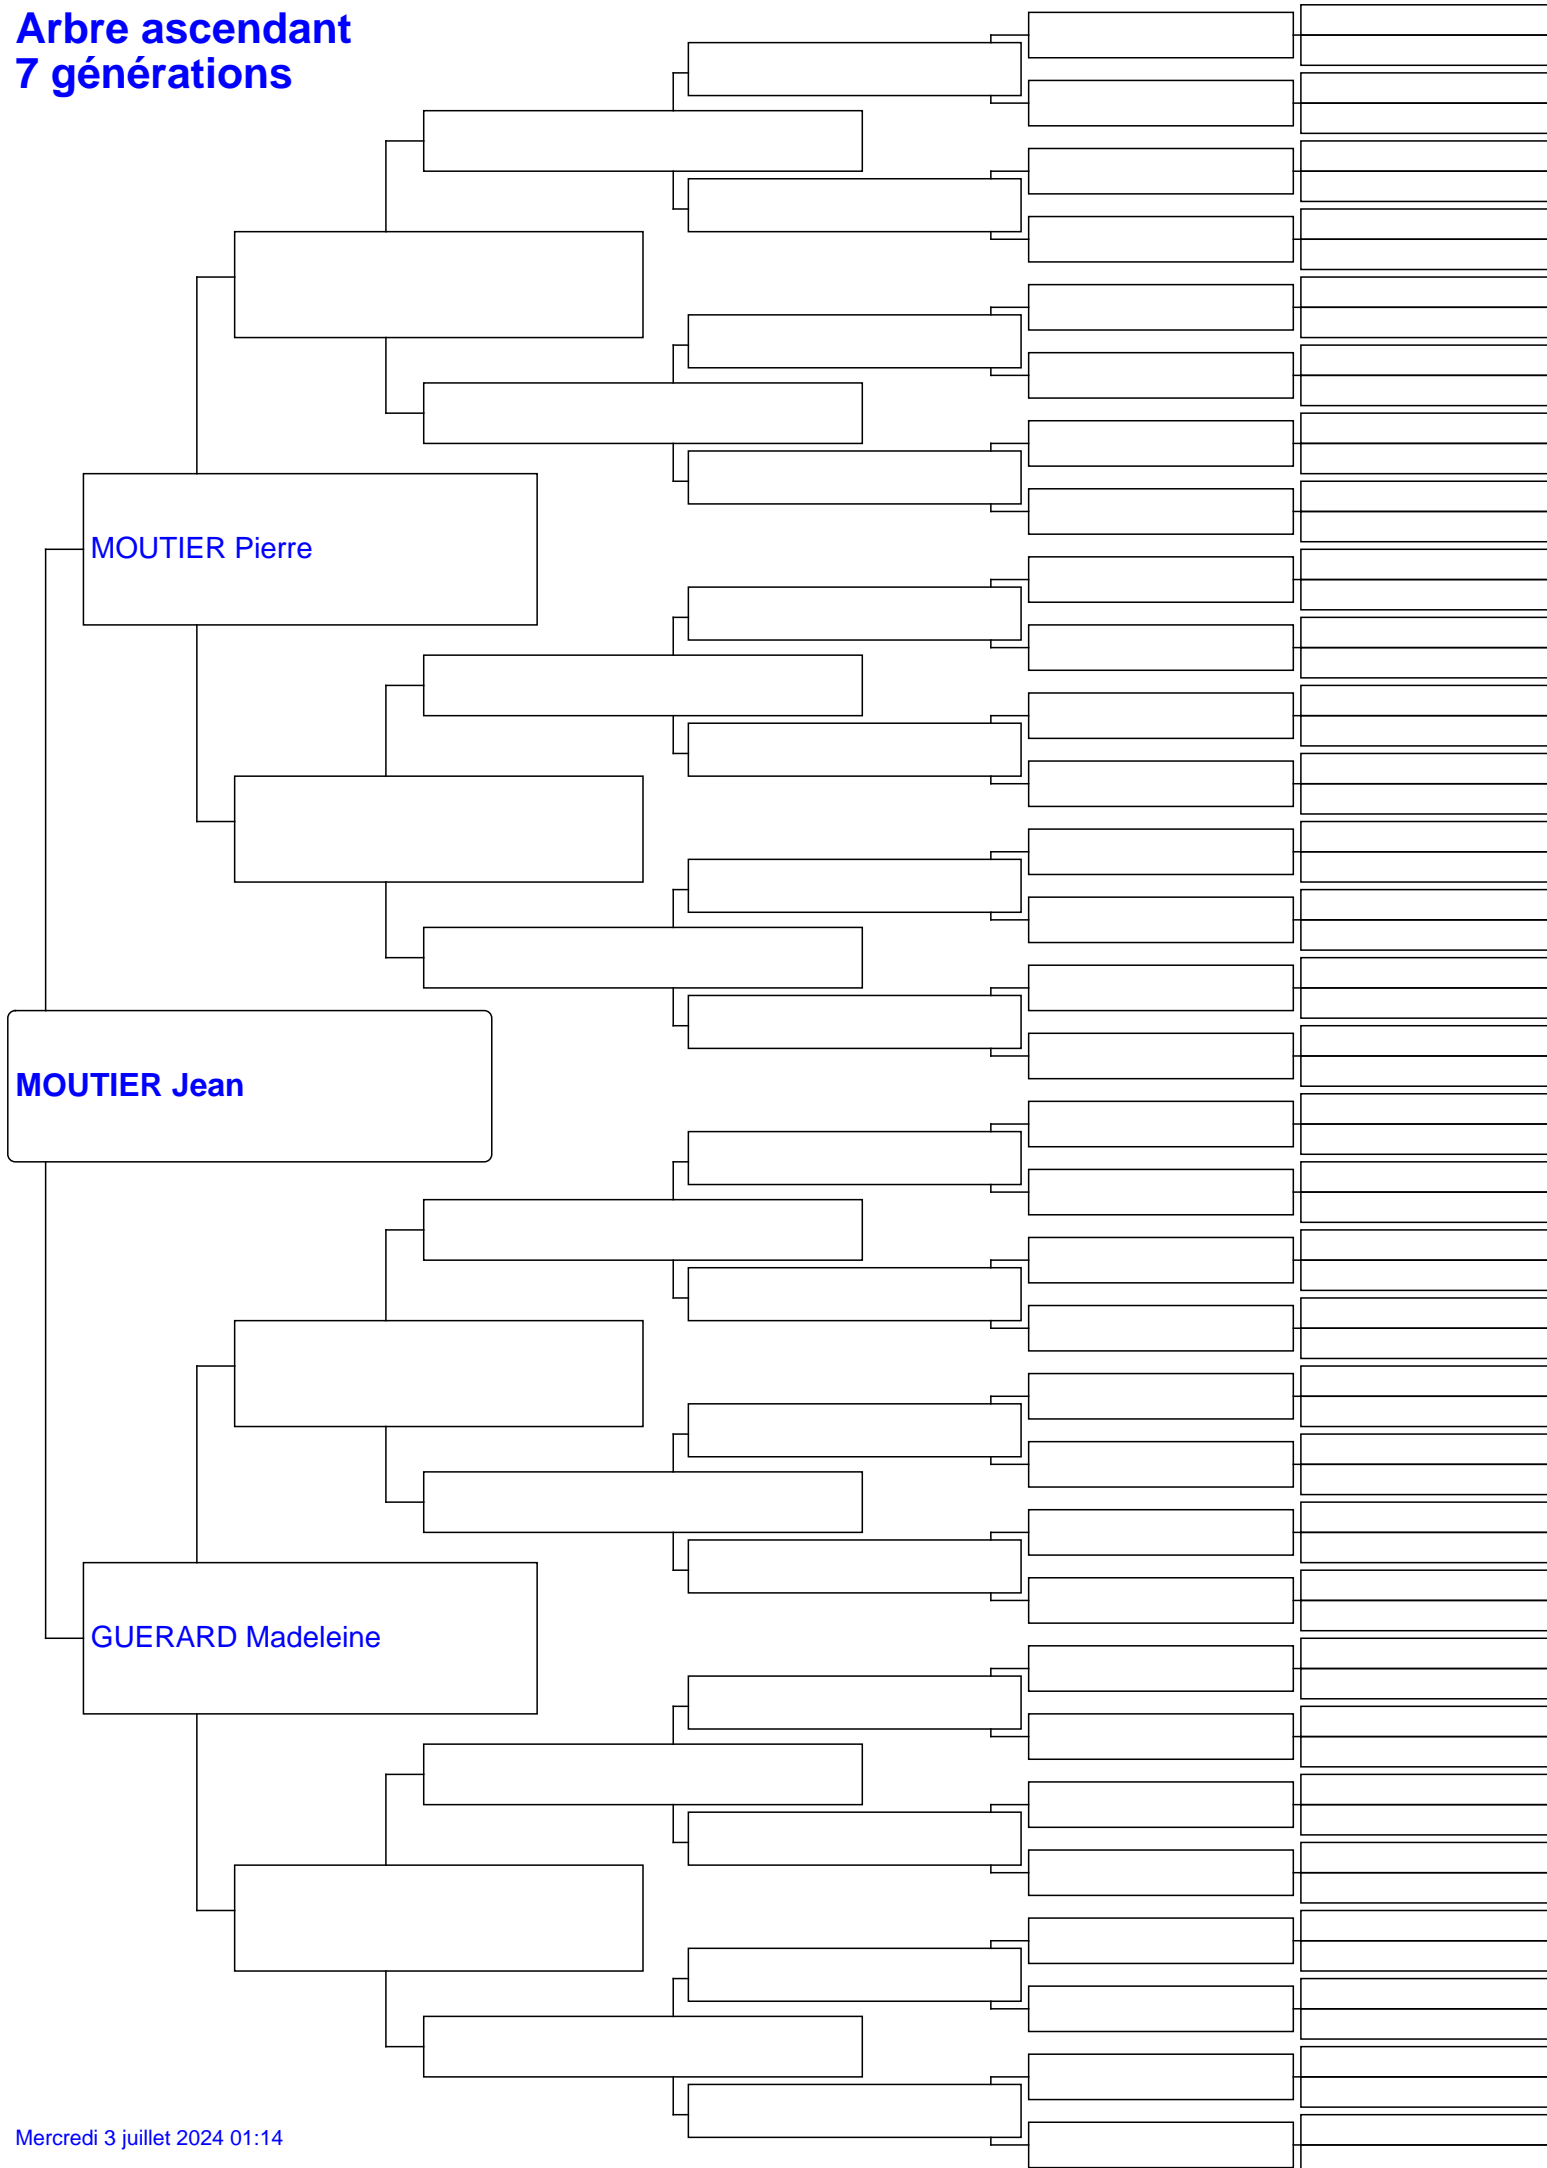 Arbre ascendant
7 générations
MOUTIER Pierre
MOUTIER Jean
GUERARD Madeleine
Mercredi 3 juillet 2024 01:14